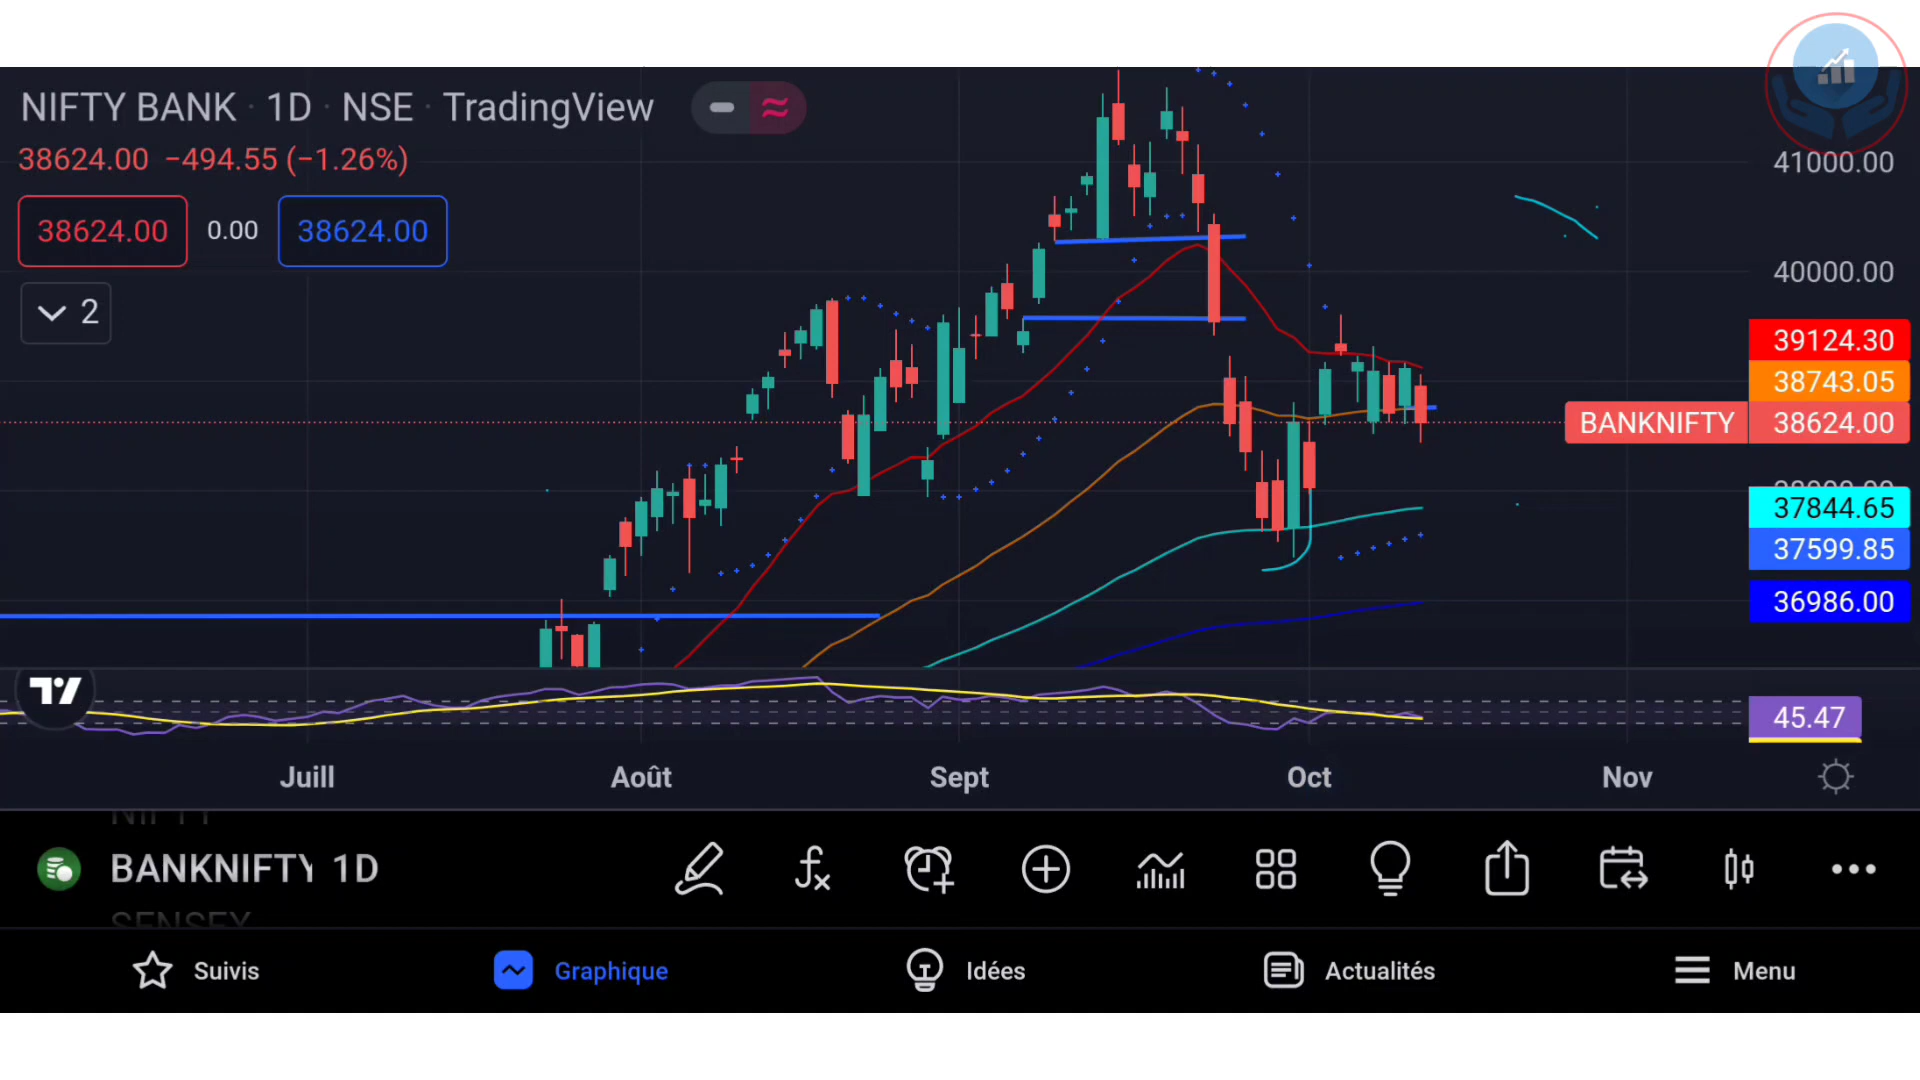 NIFTY BANK · 1D · NSE · TradingView
38624.00 −494.55 (−1.26%)
38624.00 0.00 38624.00
2
41000.00
40000.00
39124.30
38743.05
BANKNIFTY 38624.00
37844.65
37599.85
36986.00
45.47
Juill Août Sept Oct Nov
NIFTY
BANKNIFTY 1D
SENSEX
Suivis Graphique Idées Actualités Menu